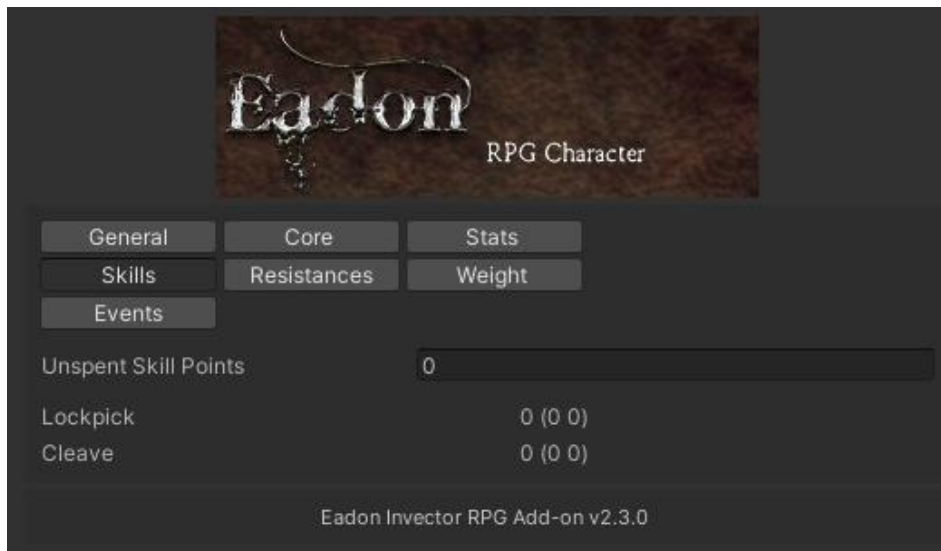 Eadon
RPG Character
General Core Stats
Skills Resistances Weight
Events
Unspent Skill Points 0
Lockpick 0 (0 0)
Cleave 0 (0 0)
Eadon Invector RPG Add-on v2.3.0